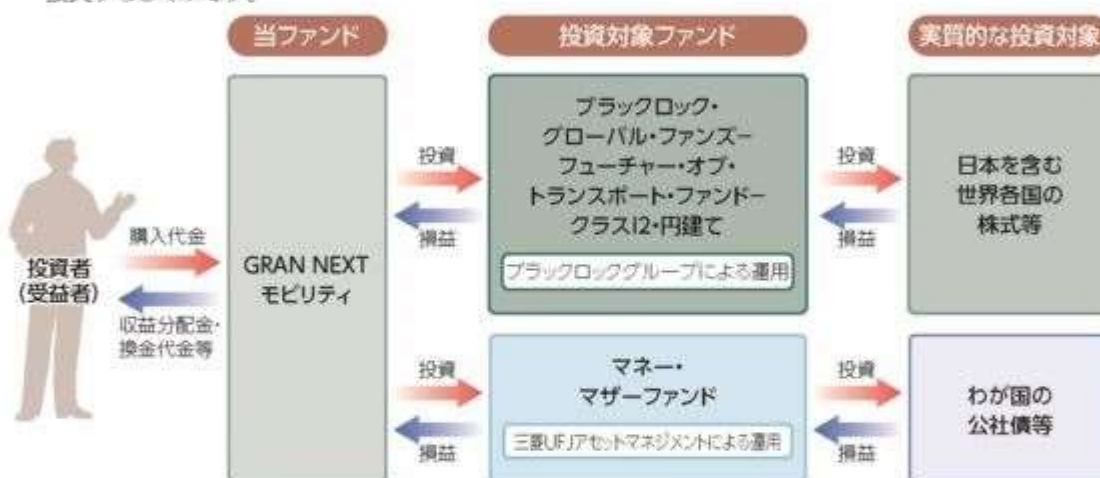 当ファンド
投資対象ファンド
実質的な投資対象
投資者
(受益者)
購入代金
収益分配金・
換金代金等
GRAN NEXT
モビリティ
投資
損益
ブラックロック・
グローバル・ファンズー
フューチャー・オブ・
トランスポート・ファンドー
クラスI2・円建て
ブラックロックグループによる運用
投資
損益
日本を含む
世界各国の
株式等
投資
損益
マネー・
マザーファンド
三菱UFJアセットマネジメントによる運用
投資
損益
わが国の
公社債等